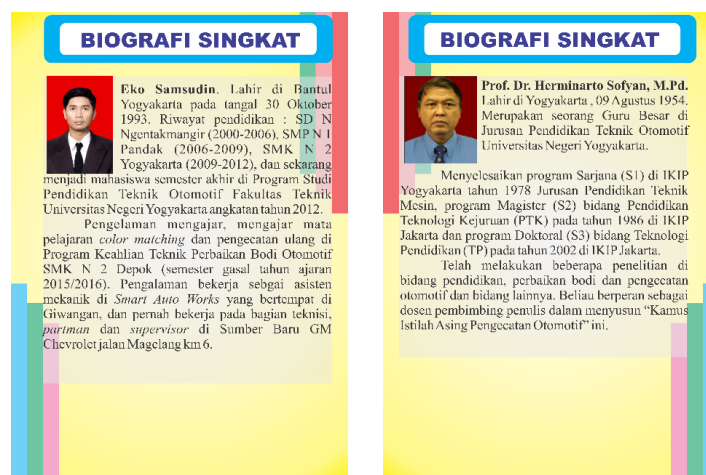 BIOGRAFI SINGKAT
Eko Samsudin. Lahir di Bantul
Yogyakarta pada tangal 30 Oktober
1993. Riwayat pendidikan : SD N
Ngentakmangir (2000-2006), SMP N 1
Pandak (2006-2009), SMK N 2
Yogyakarta (2009-2012), dan sekarang
menjadi mahasiswa semester akhir di Program Studi
Pendidikan Teknik Otomotif Fakultas Teknik
Universitas Negeri Yogyakarta angkatan tahun 2012.
Pengelaman mengajar, mengajar mata
pelajaran color matching dan pengecatan ulang di
Program Keahlian Teknik Perbaikan Bodi Otomotif
SMK N 2 Depok (semester gasal tahun ajaran
2015/2016). Pengalaman bekerja sebgai asisten
mekanik di Smart Auto Works yang bertempat di
Giwangan, dan pernah bekerja pada bagian teknisi,
partman dan supervisor di Sumber Baru GM
Chevrolet jalan Magelang km 6.
BIOGRAFI SINGKAT
Prof. Dr. Herminarto Sofyan, M.Pd.
Lahir di Yogyakarta , 09 Agustus 1954.
Merupakan seorang Guru Besar di
Jurusan Pendidikan Teknik Otomotif
Universitas Negeri Yogyakarta.
Menyelesaikan program Sarjana (S1) di IKIP
Yogyakarta tahun 1978 Jurusan Pendidikan Teknik
Mesin, program Magister (S2) bidang Pendidikan
Teknologi Kejuruan (PTK) pada tahun 1986 di IKIP
Jakarta dan program Doktoral (S3) bidang Teknologi
Pendidikan (TP) pada tahun 2002 di IKIP Jakarta.
Telah melakukan beberapa penelitian di
bidang pendidikan, perbaikan bodi dan pengecatan
otomotif dan bidang lainnya. Beliau berperan sebagai
dosen pembimbing penulis dalam menyusun “Kamus
Istilah Asing Pengecatan Otomotif” ini.